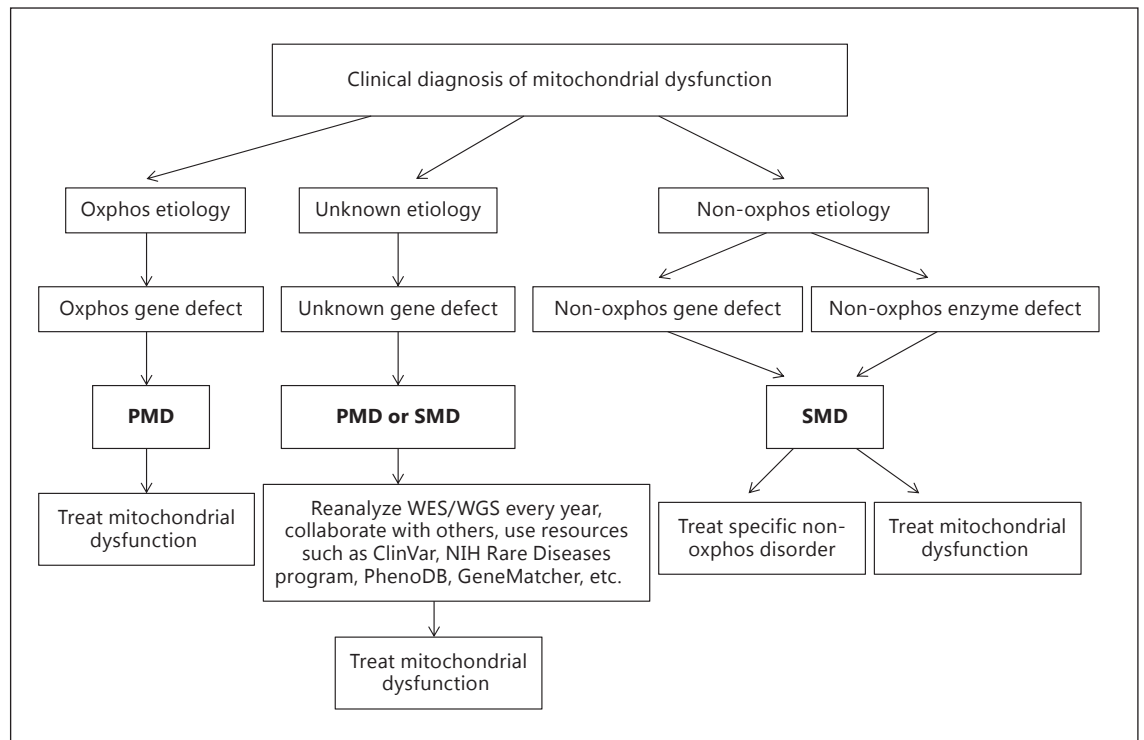 Clinical diagnosis of mitochondrial dysfunction
Oxphos etiology
Unknown etiology
Non-oxphos etiology
Oxphos gene defect
Unknown gene defect
Non-oxphos gene defect
Non-oxphos enzyme defect
PMD
PMD or SMD
SMD
Treat mitochondrial
dysfunction
Reanalyze WES/WGS every year,
collaborate with others, use resources
such as ClinVar, NIH Rare Diseases
program, PhenoDB, GeneMatcher, etc.
Treat specific non-
oxphos disorder
Treat mitochondrial
dysfunction
Treat mitochondrial
dysfunction